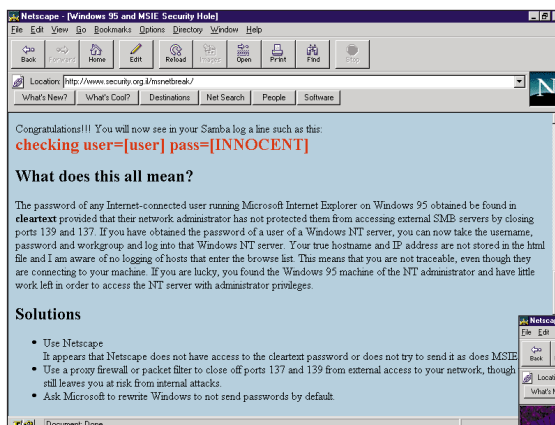 Netscape - [Windows 95 and MSIE Security Hole]
File Edit View Go Bookmarks Options Directory Window Help
Back Forward Home Edit Reload Images Open Print Find Stop
Location: http://www.security.org.il/msnetbreak/
What's New? What's Cool? Destinations Net Search People Software
N
Congratulations!!! You will now see in your Samba log a line such as this:
checking user=[user] pass=[INNOCENT]
What does this all mean?
The password of any Internet-connected user running Microsoft Internet Explorer on Windows 95 obtained be found in
cleartext provided that their network administrator has not protected them from accessing external SMB servers by closing
ports 139 and 137. If you have obtained the password of a user of a Windows NT server, you can now take the username,
password and workgroup and log into that Windows NT server. Your true hostname and IP address are not stored in the html
file and I am aware of no logging of hosts that enter the browse list. This means that you are not traceable, even though they
are connecting to your machine. If you are lucky, you found the Windows 95 machine of the NT administrator and have little
work left in order to access the NT server with administrator privileges.
Solutions
Netscap
File Edit
Back
Locati
What's N
• Use Netscape
It appears that Netscape does not have access to the cleartext password or does not try to send it as does MSIE
• Use a proxy firewall or packet filter to close off ports 137 and 139 from external access to your network, though
still leaves you at risk from internal attacks.
• Ask Microsoft to rewrite Windows to not send passwords by default.
Document: Done